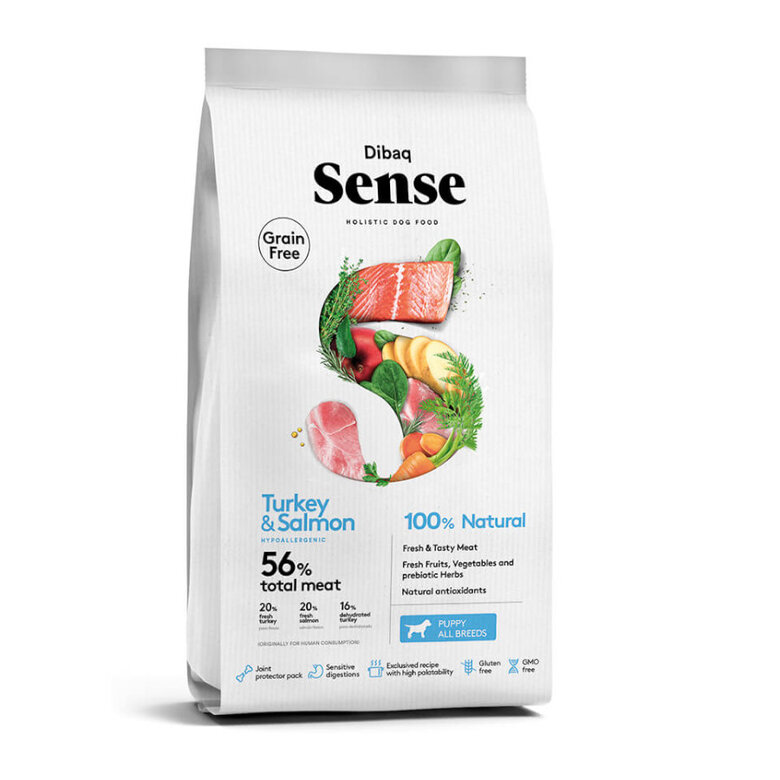 Dibaq
Sense
HOLISTIC DOG FOOD
Grain
Free
Turkey
& Salmon
HYPOALLERGENIC
56%
total meat
20%
fresh
turkey
20%
fresh
salmon
16%
dehydrated
turkey
(ORIGINALLY FOR HUMAN CONSUMPTION)
100% Natural
Fresh & Tasty Meat
Fresh Fruits, Vegetables and
prebiotic Herbs
Natural antioxidants
PUPPY
ALL BREEDS
Joint
protector pack
Sensitive
digestions
Exclusived recipe
with high palatability
Gluten
free
GMO
free